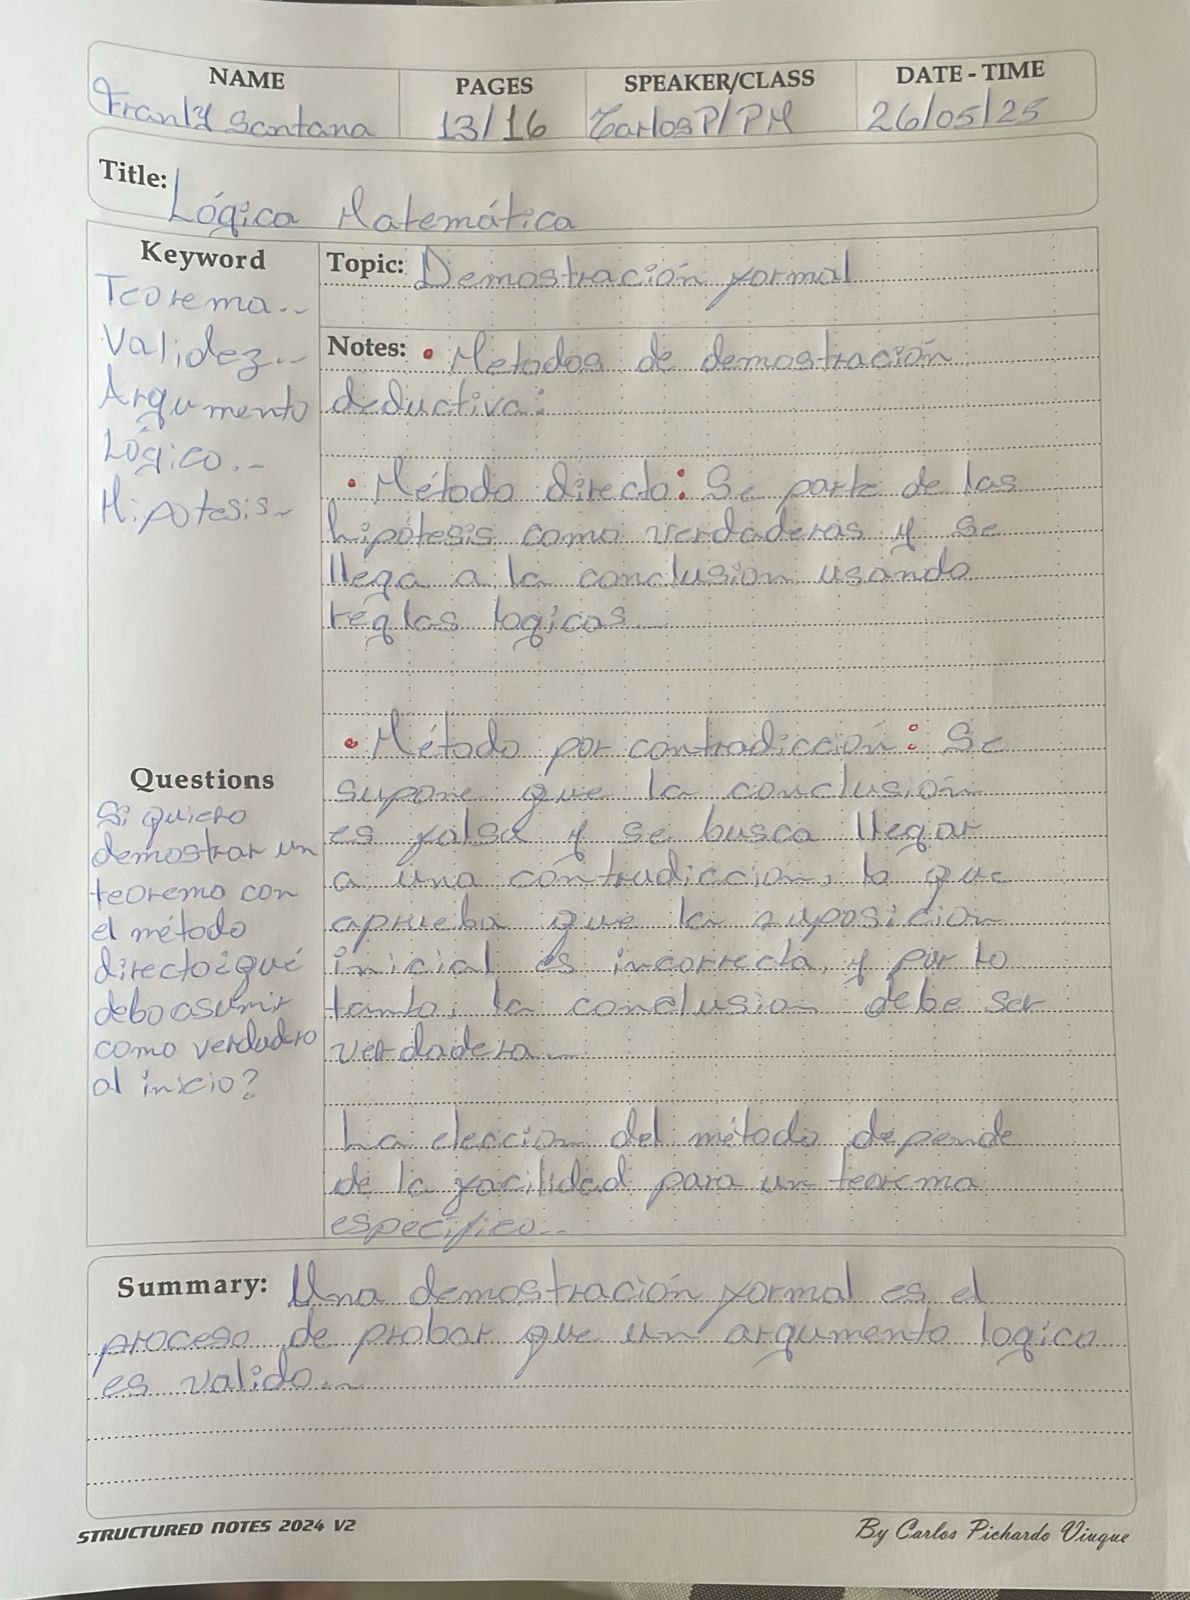 NAME
Frankl Santana
PAGES
13/16
SPEAKER/CLASS
Carlos P/PM
DATE - TIME
26/05/25
Title: Lógica Matemática
Keyword
Teorema..
Validez..
Argumento
Lógico..
Hipotesis~
Questions
Si quiero
demostrar un
teoremo con
el método
directo ¿qué
debo asumir
como verdadero
al inicio?
Topic: Demostración formal
Notes: • Metodos de demostración
deductiva:
• Método directo: Se parte de las
hipótesis como verdaderas y se
llega a la conclusion usando
reglas logicas..
• Método por contradicción: Se
supone que la conclusión
es falsa y se busca llegar
a una contradicción, lo que
aprueba que la suposicion
inicial es incorrecta, y por lo
tanto, la conclusion debe ser
verdadera..
La eleccion del método depende
de la facilidad para un teorema
especifico..
Summary: Una demostración formal es el
proceso de probar que un argumento logico
es valido..
STRUCTURED NOTES 2024 V2
By Carlos Pichardo Viuque